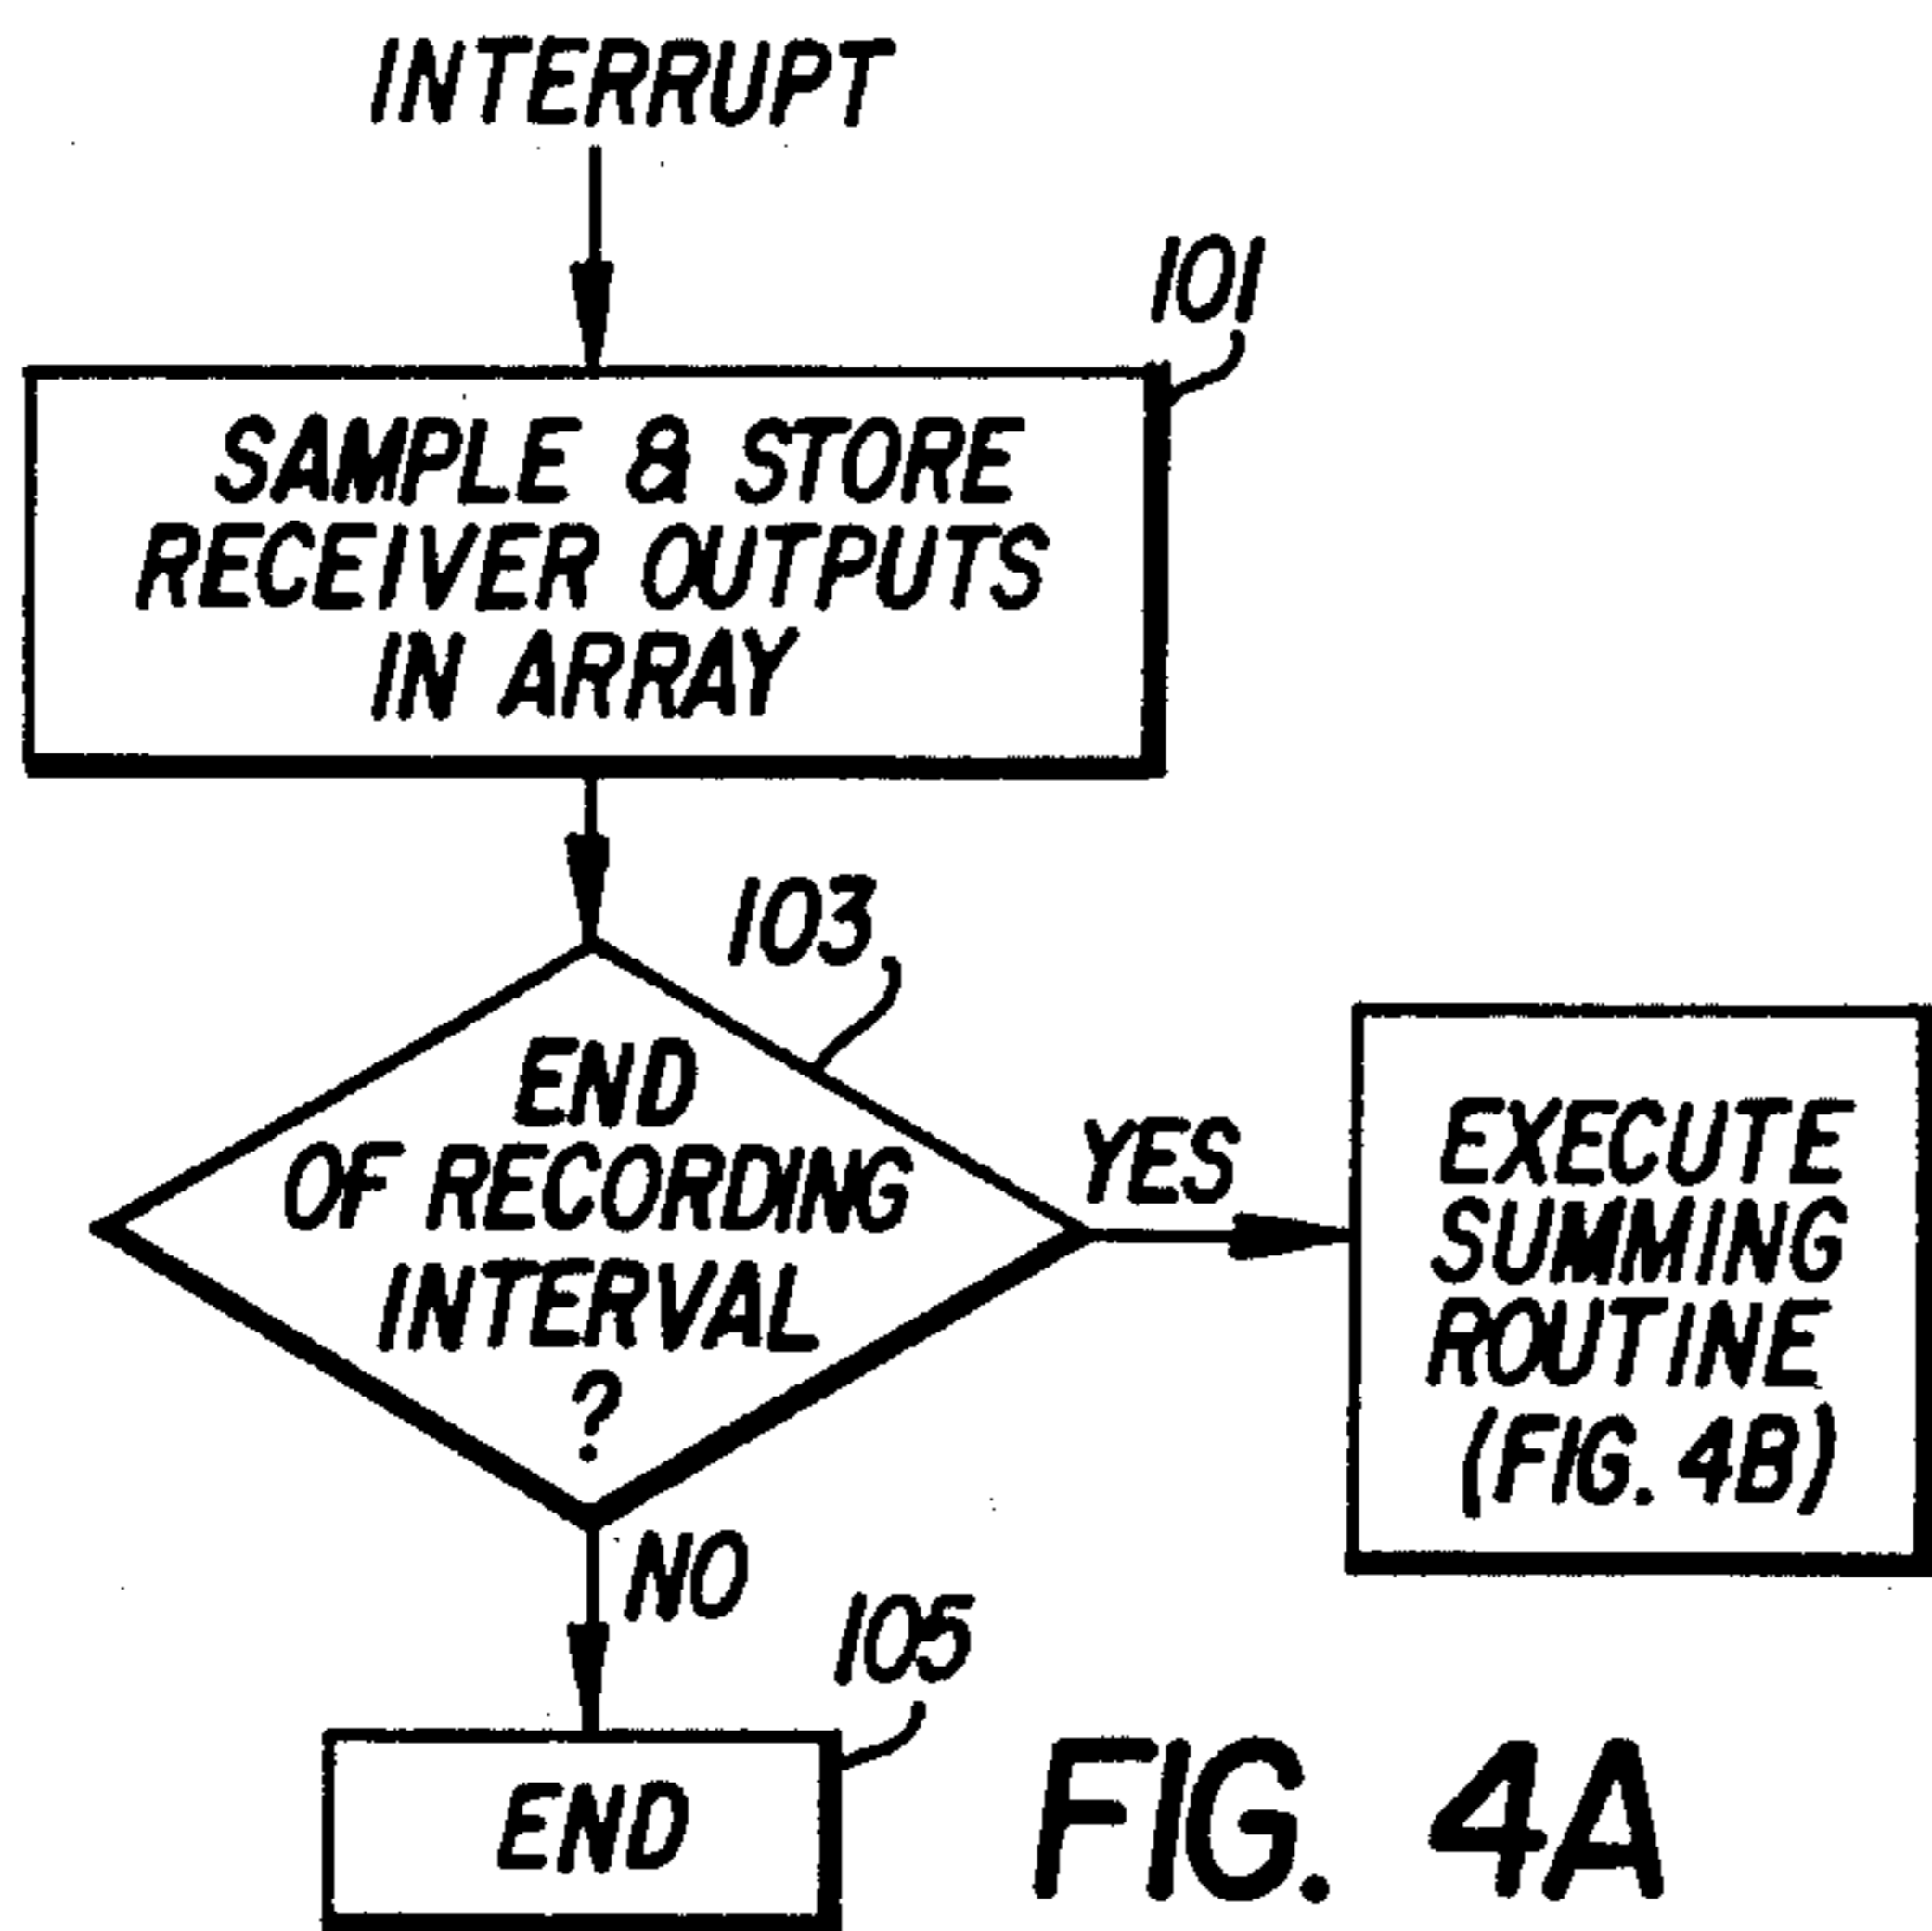 INTERRUPT
101
SAMPLE & STORE
RECEIVER OUTPUTS
IN ARRAY
103
END
OF RECORDING
INTERVAL
?
YES
EXECUTE
SUMMING
ROUTINE
(FIG. 4B)
NO
105
END
FIG. 4A